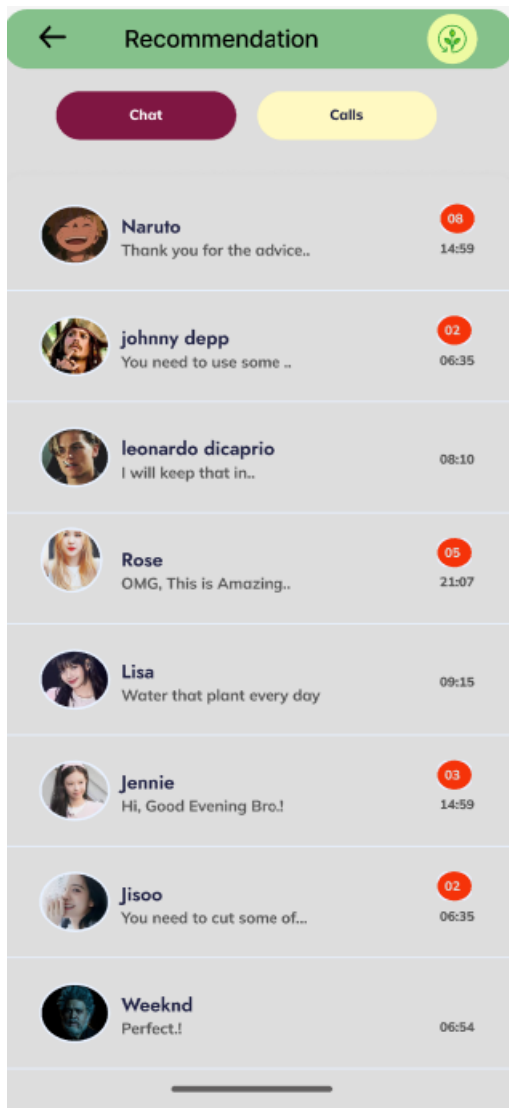 Recommendation
Chat
Calls
Naruto
08
Thank you for the advice..
14:59
johnny depp
02
You need to use some ..
06:35
leonardo dicaprio
I will keep that in..
08:10
Rose
05
OMG, This is Amazing..
21:07
Lisa
Water that plant every day
09:15
Jennie
03
Hi, Good Evening Bro.!
14:59
Jisoo
02
You need to cut some of...
06:35
Weeknd
Perfect.!
06:54